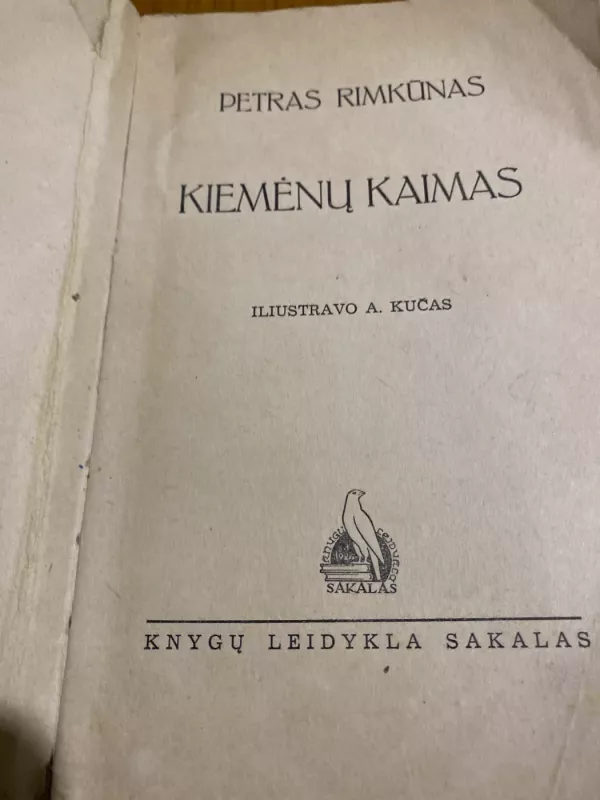 PETRAS RIMKŪNAS
KIEMĖNŲ KAIMAS
ILIUSTRAVO A. KUČAS
SAKALAS
KNYGŲ LEIDYKLA SAKALAS